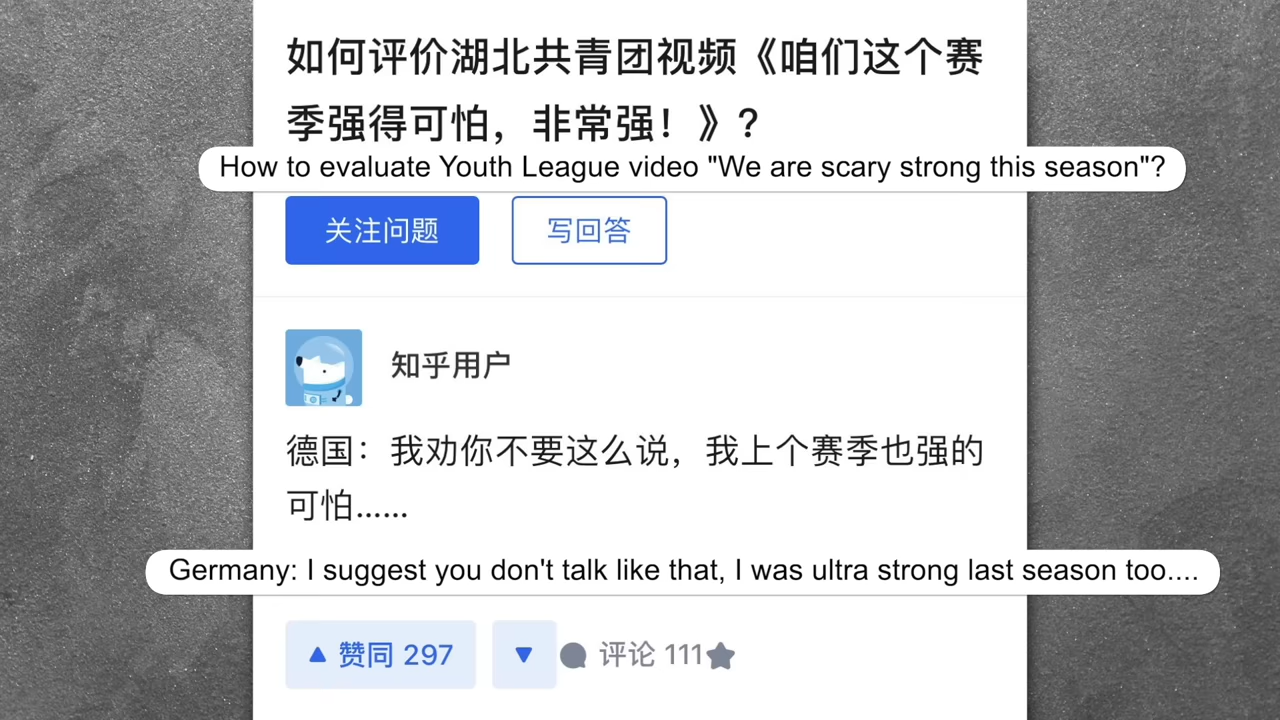 如何评价湖北共青团视频《咱们这个赛
季强得可怕，非常强！》?
How to evaluate Youth League video "We are scary strong this season"?
关注问题 写回答
知乎用户
德国：我劝你不要这么说，我上个赛季也强的
可怕......
Germany: I suggest you don't talk like that, I was ultra strong last season too....
赞同 297 评论 111